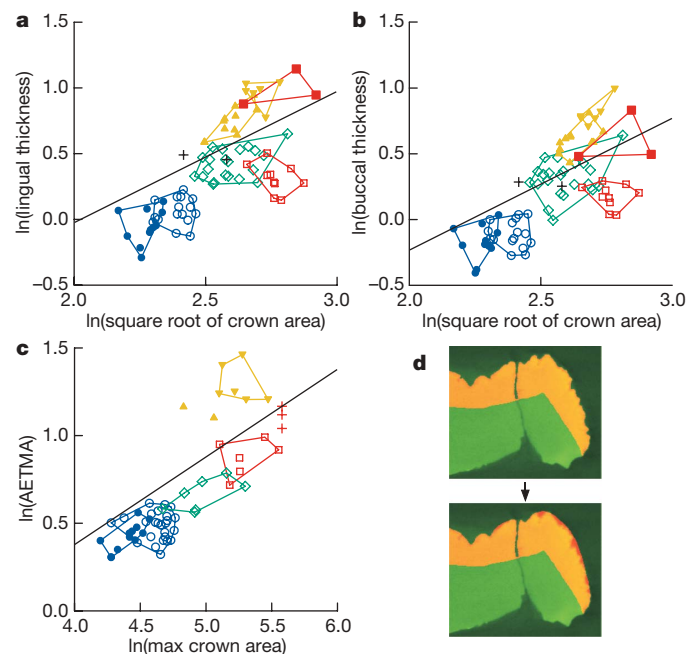 a
b
1.5
1.0
0.5
0.0
–0.5
ln(lingual thickness)
2.0
2.5
3.0
ln(square root of crown area)
1.5
1.0
0.5
0.0
–0.5
ln(buccal thickness)
2.0
2.5
3.0
ln(square root of crown area)
c
d
1.5
1.0
0.5
0.0
ln(AETMA)
4.0
4.5
5.0
5.5
6.0
ln(max crown area)